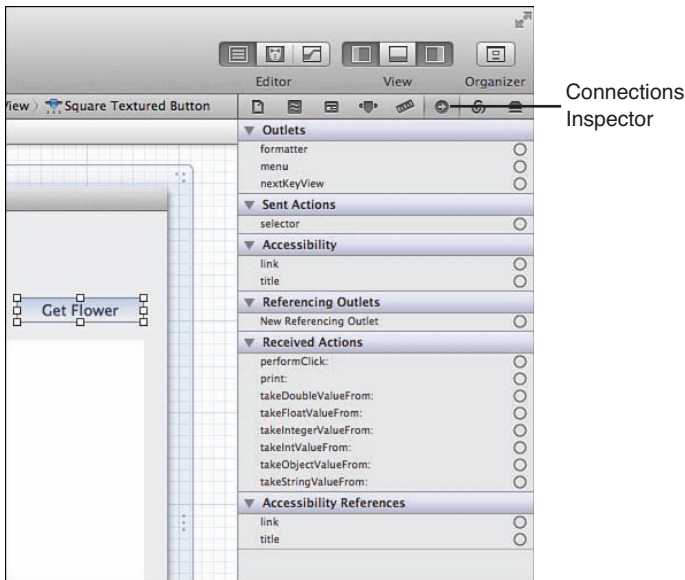 Editor View Organizer
View Square Textured Button
Connections
Inspector
Outlets
formatter
menu
nextKeyView
Sent Actions
selector
Accessibility
link
title
Referencing Outlets
New Referencing Outlet
Get Flower
Received Actions
performClick:
print:
takeDoubleValueFrom:
takeFloatValueFrom:
takeIntegerValueFrom:
takeIntValueFrom:
takeObjectValueFrom:
takeStringValueFrom:
Accessibility References
link
title